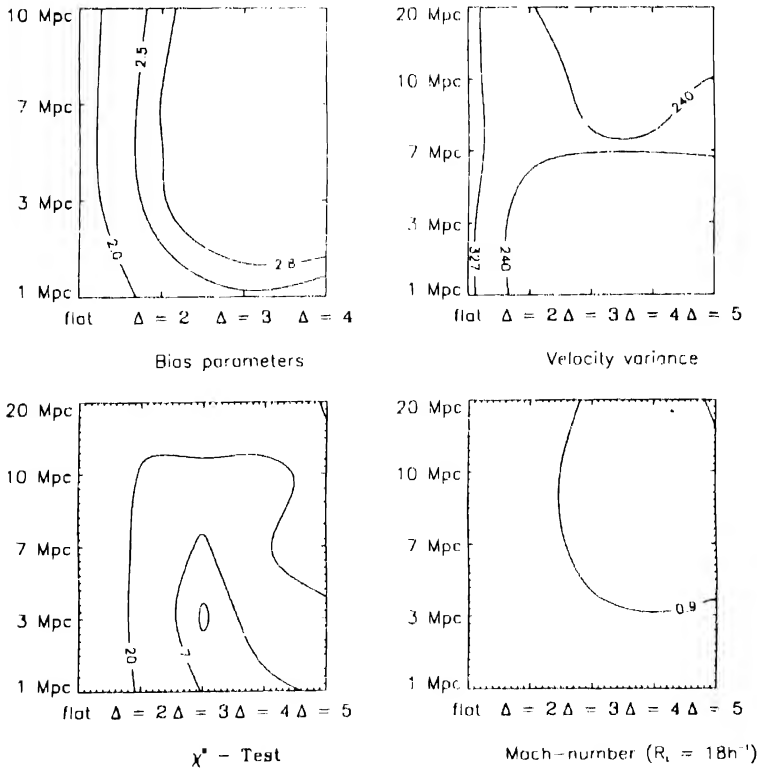 10 Mpc
7 Mpc
3 Mpc
1 Mpc
flat Δ = 2 Δ = 3 Δ = 4
2.0
2.5
2.8
Bias parameters
20 Mpc
10 Mpc
7 Mpc
3 Mpc
1 Mpc
flat Δ = 2 Δ = 3 Δ = 4 Δ = 5
327
240
240
Velocity variance
20 Mpc
10 Mpc
7 Mpc
3 Mpc
1 Mpc
flat Δ = 2 Δ = 3 Δ = 4 Δ = 5
20
7
χ² – Test
20 Mpc
10 Mpc
7 Mpc
3 Mpc
1 Mpc
flat Δ = 2 Δ = 3 Δ = 4 Δ = 5
0.9
Mach–number (R_L = 18h⁻¹)